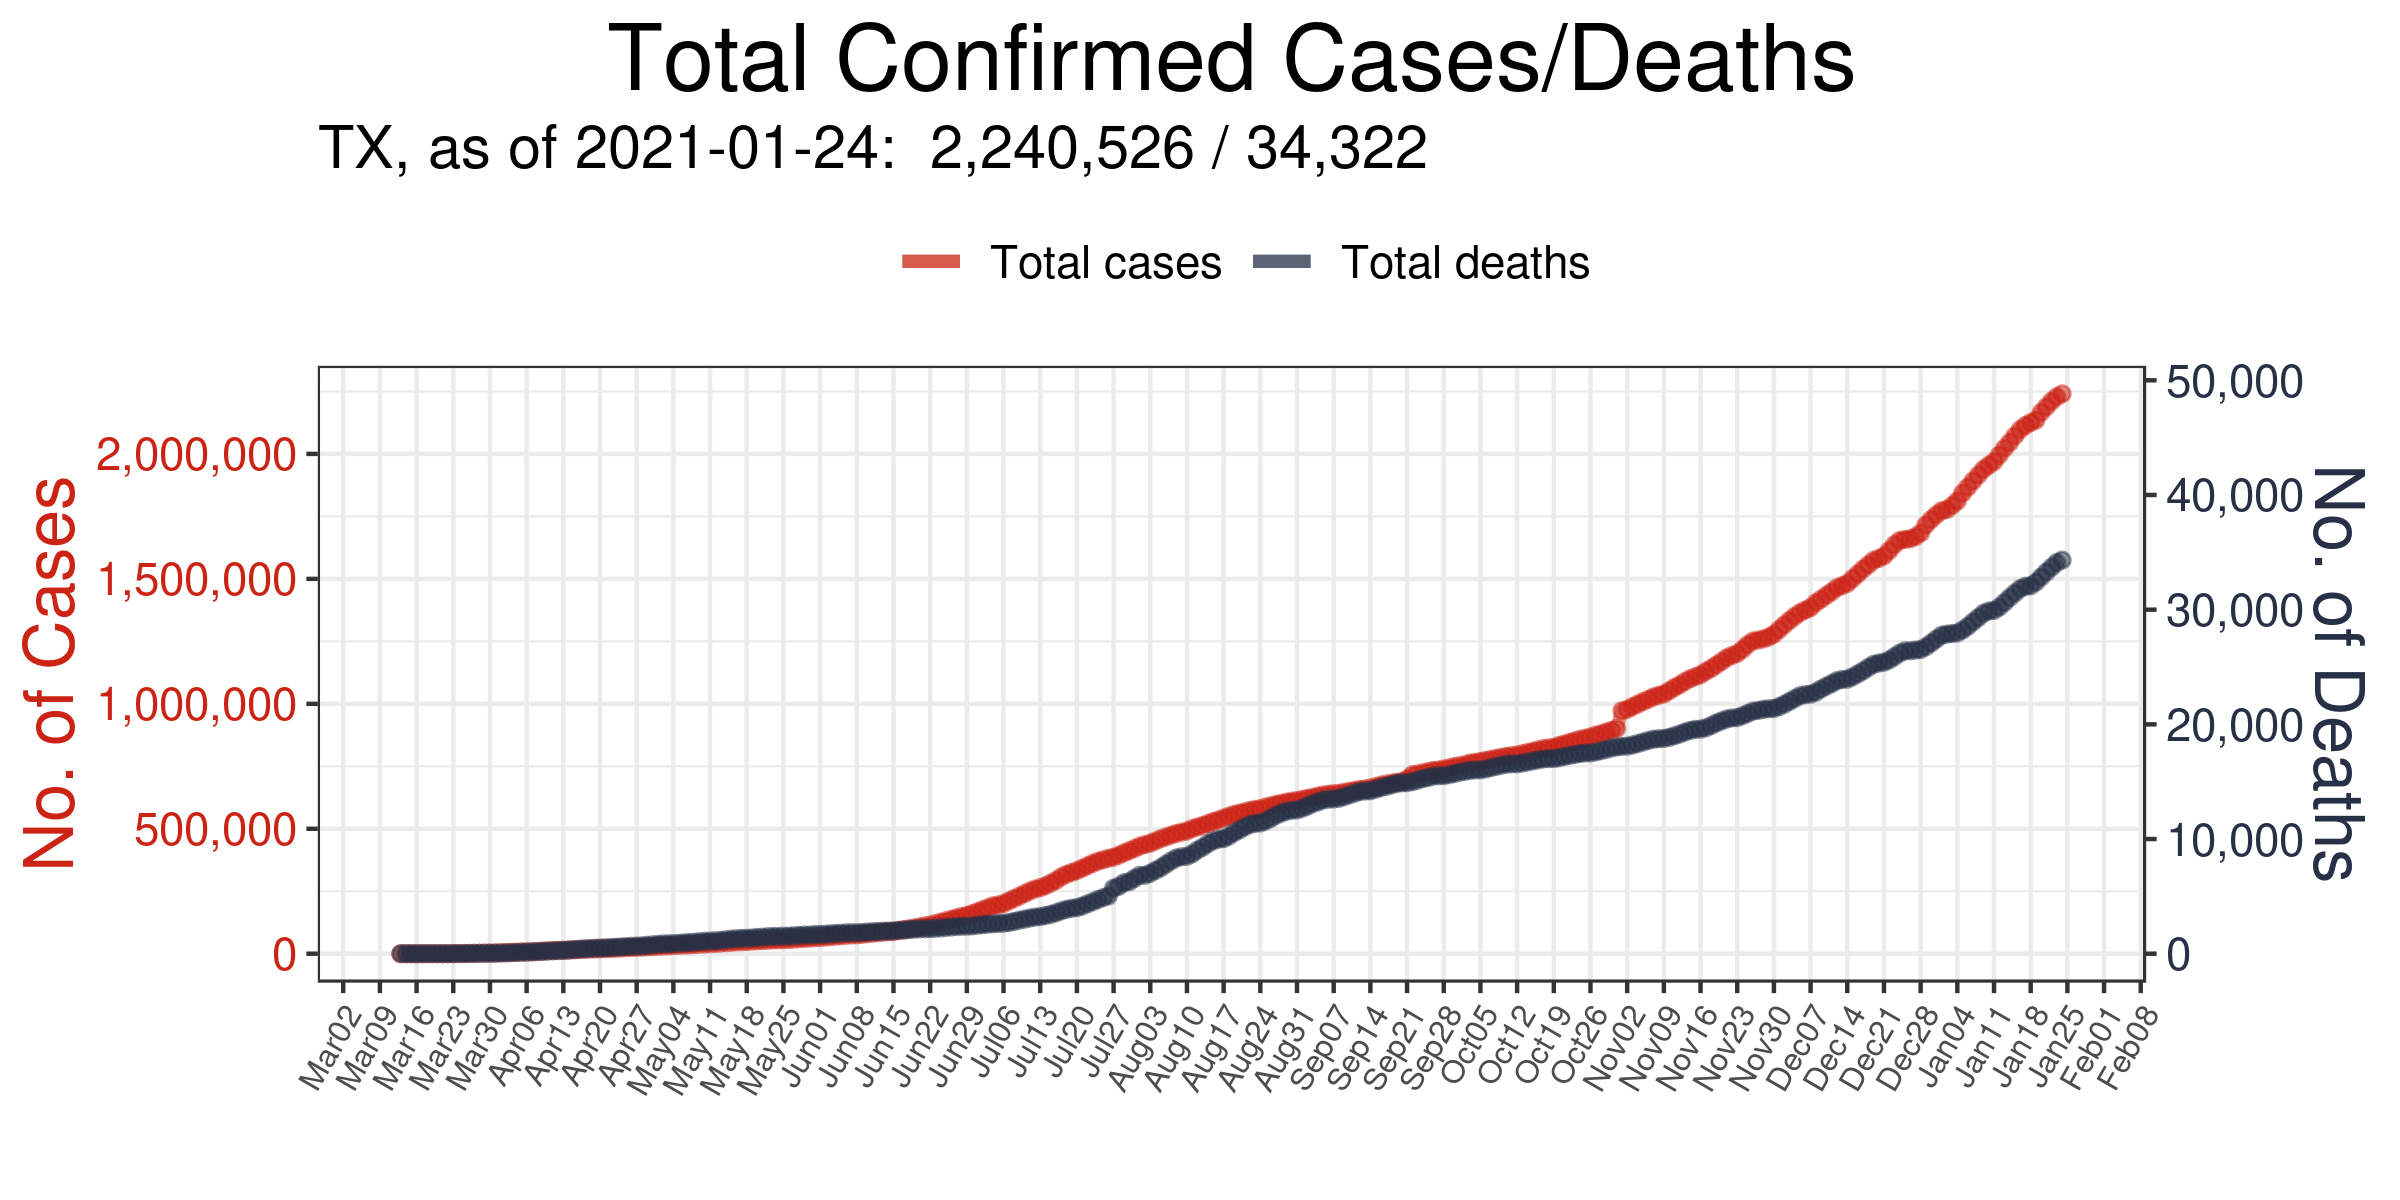 Total Confirmed Cases/Deaths
TX, as of 2021-01-24: 2,240,526 / 34,322
Total cases
Total deaths
No. of Cases
2,000,000
1,500,000
1,000,000
500,000
0
50,000
40,000
30,000
20,000
10,000
0
No. of Deaths
Mar02
Mar09
Mar16
Mar23
Mar30
Apr06
Apr13
Apr20
Apr27
May04
May11
May18
May25
Jun01
Jun08
Jun15
Jun22
Jun29
Jul06
Jul13
Jul20
Jul27
Aug03
Aug10
Aug17
Aug24
Aug31
Sep07
Sep14
Sep21
Sep28
Oct05
Oct12
Oct19
Oct26
Nov02
Nov09
Nov16
Nov23
Nov30
Dec07
Dec14
Dec21
Dec28
Jan04
Jan11
Jan18
Jan25
Feb01
Feb08